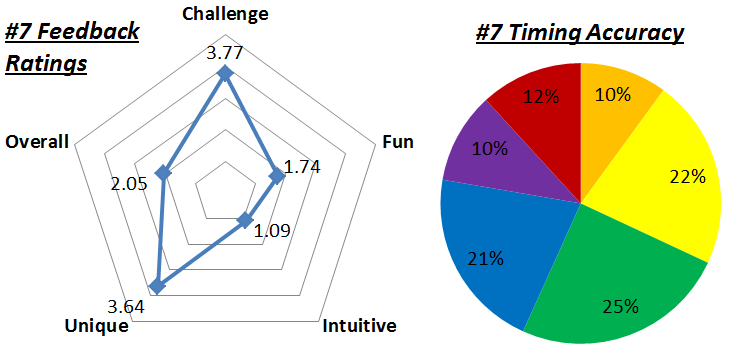 #7 Feedback
Ratings
Challenge
3.77
Overall
2.05
Fun
1.74
1.09
3.64
Unique
Intuitive
#7 Timing Accuracy
10%
22%
25%
21%
10%
12%